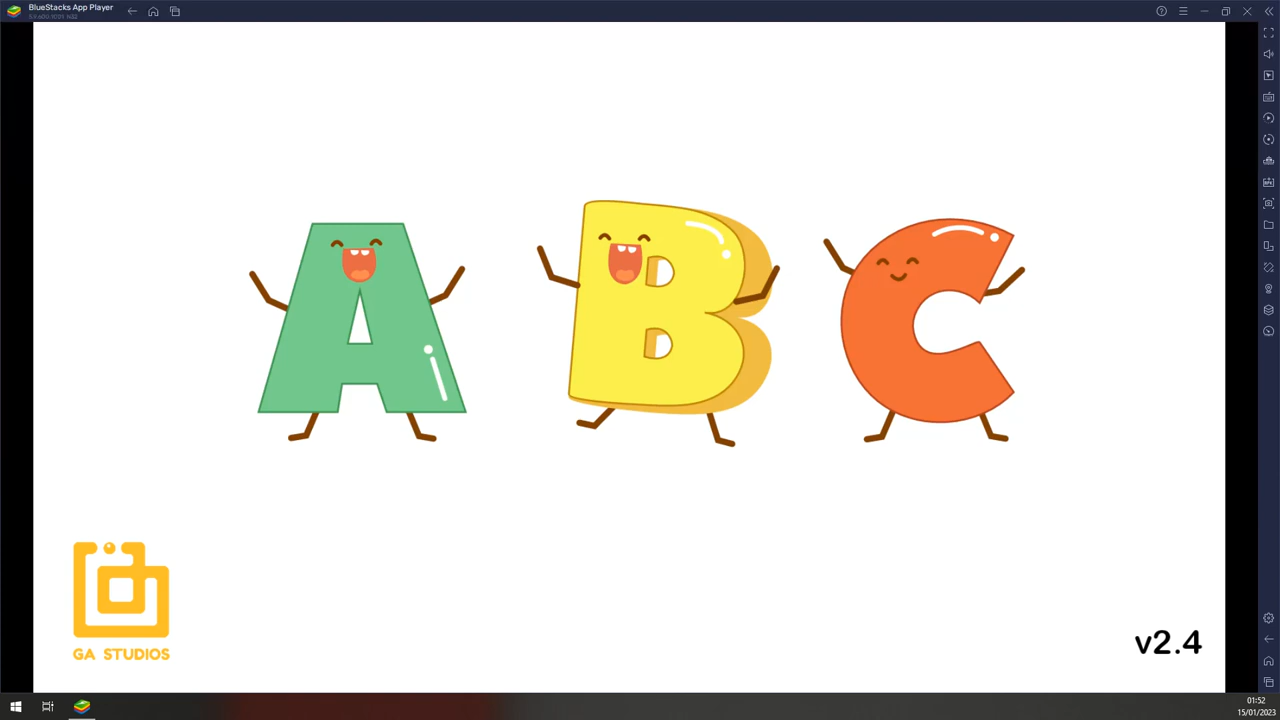 BlueStacks App Player
A B C
GA STUDIOS
v2.4
01:52
15/01/2023